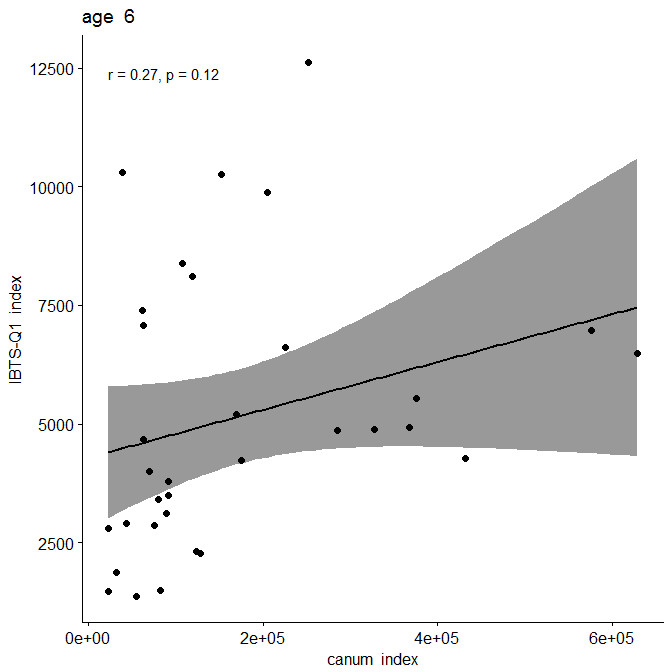 age 6
r = 0.27, p = 0.12
12500
10000
7500
5000
2500
IBTS-Q1 index
0e+00 2e+05 4e+05 6e+05
canum index